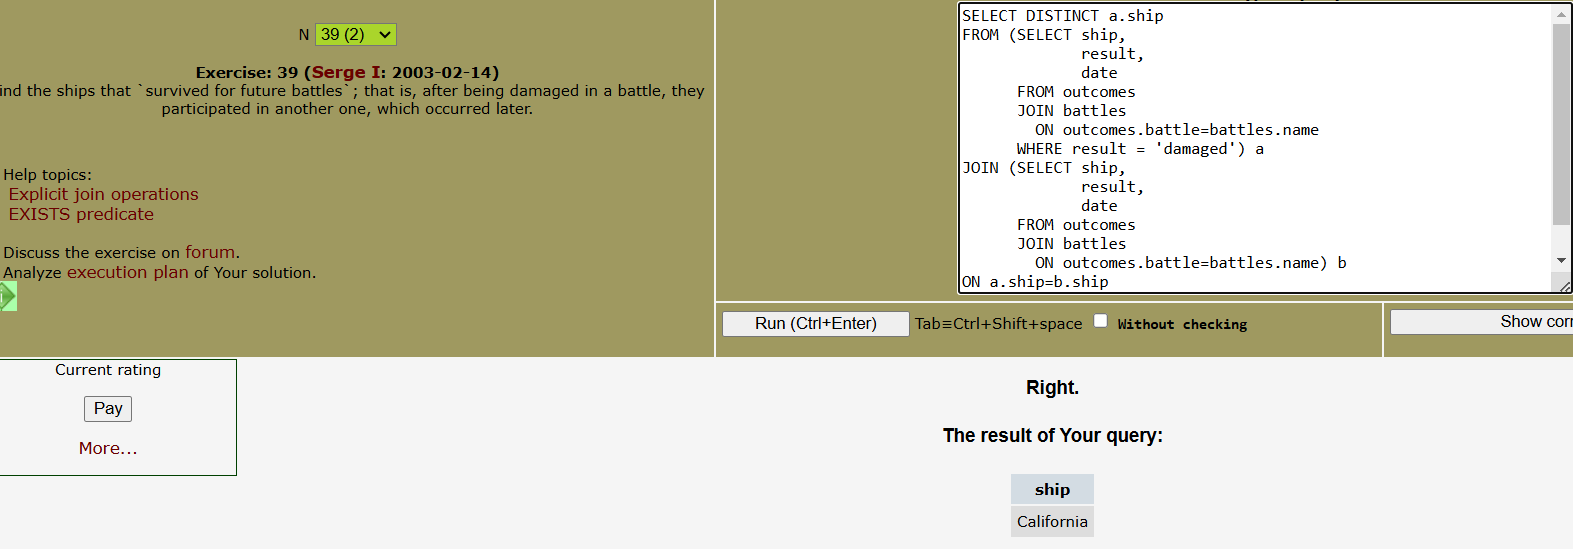 N 39 (2)
Exercise: 39 (Serge I: 2003-02-14)
ind the ships that `survived for future battles`; that is, after being damaged in a battle, they
participated in another one, which occurred later.
Help topics:
Explicit join operations
EXISTS predicate
Discuss the exercise on forum.
Analyze execution plan of Your solution.
SELECT DISTINCT a.ship
FROM (SELECT ship,
result,
date
FROM outcomes
JOIN battles
ON outcomes.battle=battles.name
WHERE result = 'damaged') a
JOIN (SELECT ship,
result,
date
FROM outcomes
JOIN battles
ON outcomes.battle=battles.name) b
ON a.ship=b.ship
Run (Ctrl+Enter) Tab≡Ctrl+Shift+space Without checking
Show corr
Current rating
Pay
More...
Right.
The result of Your query:
ship
California